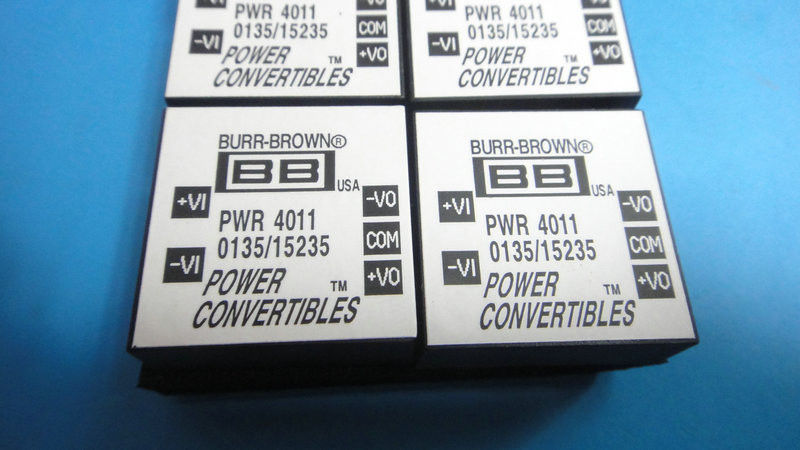 -VI
PWR 4011
0135/15235
COM
+VO
POWER ™
CONVERTIBLES
-VI
PWR 4011
0135/15235
COM
+VO
POWER ™
CONVERTIBLES
BURR-BROWN®
BB
USA
+VI
-VO
PWR 4011
0135/15235
COM
-VI
+VO
POWER ™
CONVERTIBLES
BURR-BROWN®
BB
USA
+VI
-VO
PWR 4011
0135/15235
COM
-VI
+VO
POWER ™
CONVERTIBLES